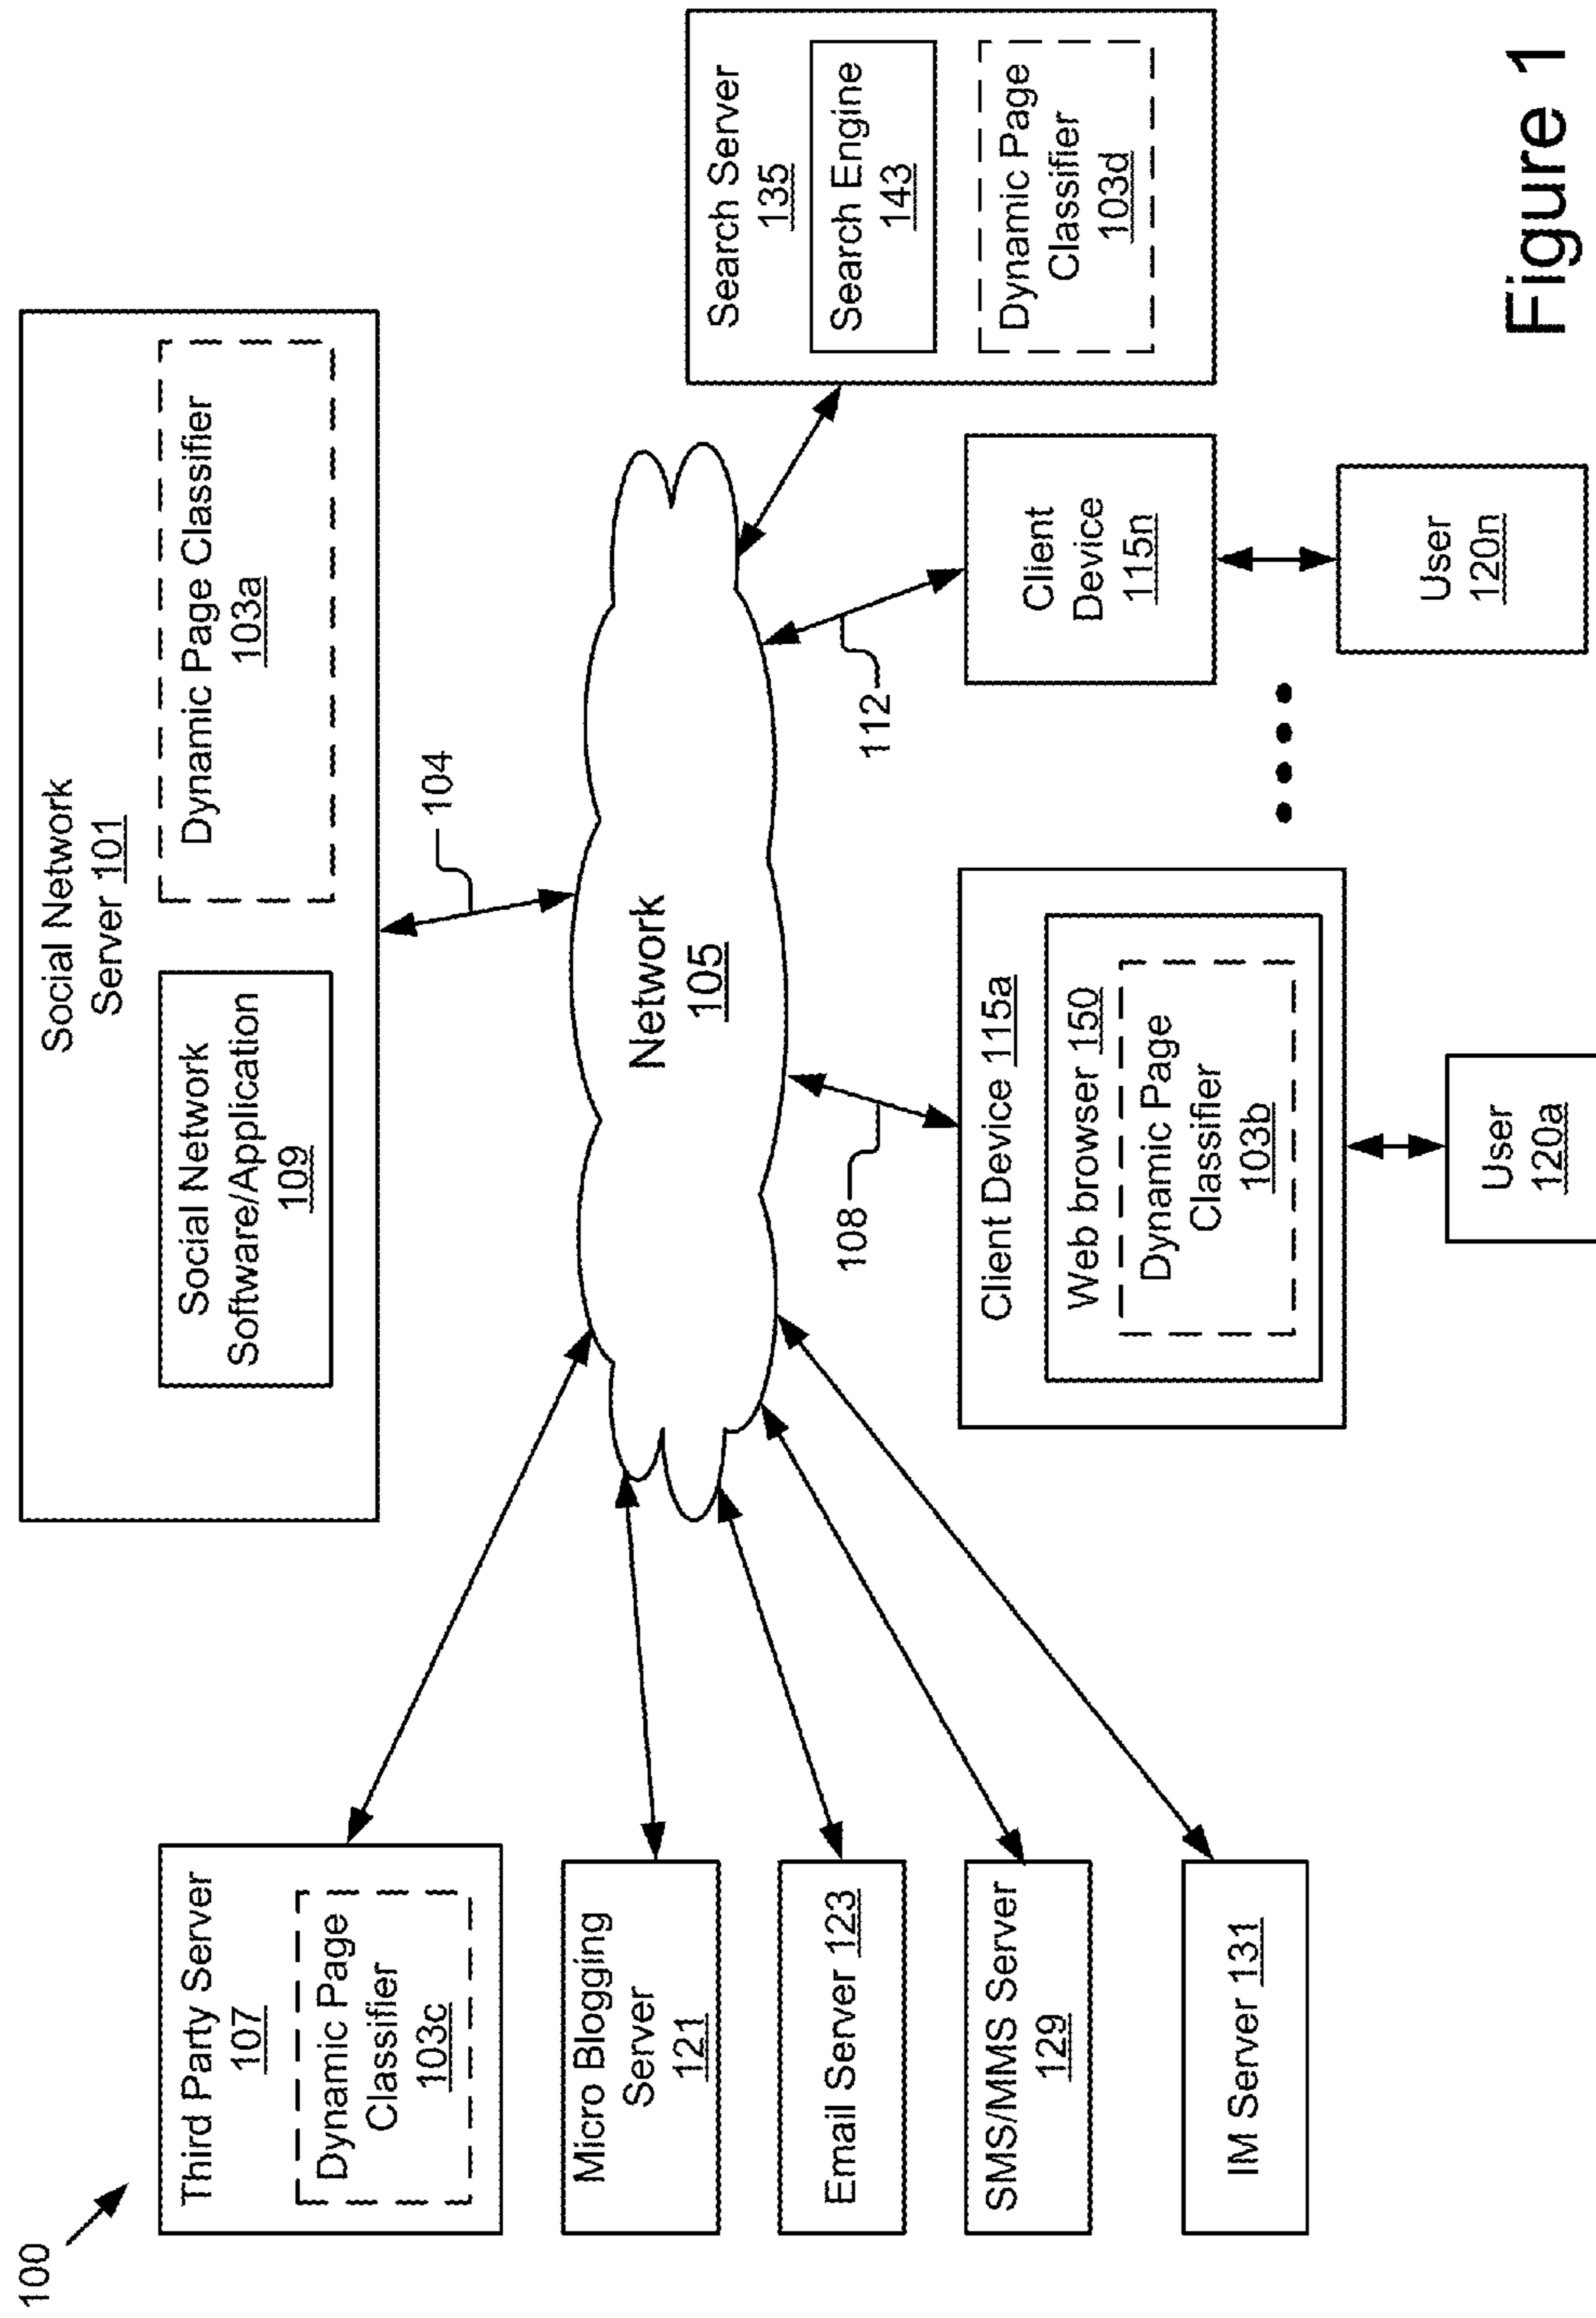 100
Social Network
Server 101
Social Network
Software/Application
109
Dynamic Page Classifier
103a
104
Third Party Server
107
Dynamic Page
Classifier
103c
Micro Blogging
Server
121
Email Server 123
SMS/MMS Server
129
IM Server 131
Network
105
108
112
Client Device 115a
Web browser 150
Dynamic Page
Classifier
103b
User
120a
Client
Device
115n
User
120n
Search Server
135
Search Engine
143
Dynamic Page
Classifier
103d
Figure 1